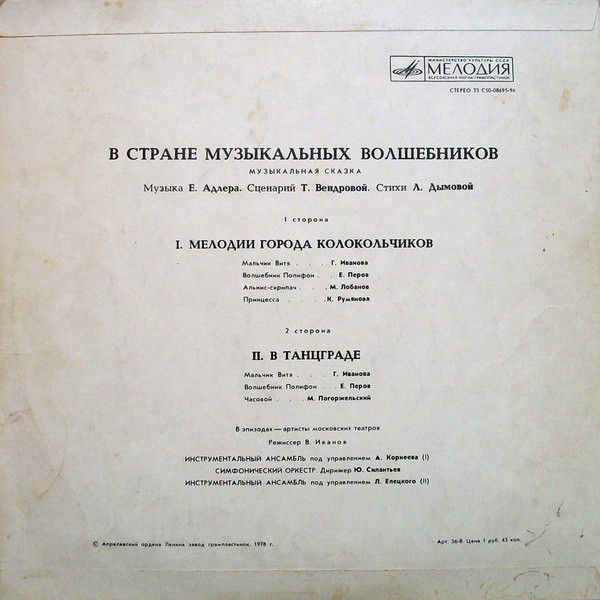 МИНИСТЕРСТВО КУЛЬТУРЫ СССР
МЕЛОДИЯ
ВСЕСОЮЗНАЯ ФИРМА ГРАМПЛАСТИНОК
СТЕРЕО 33 С50-08695-96
В СТРАНЕ МУЗЫКАЛЬНЫХ ВОЛШЕБНИКОВ
МУЗЫКАЛЬНАЯ СКАЗКА
Музыка Е. Адлера. Сценарий Т. Вендровой. Стихи Л. Дымовой
1 сторона
I. МЕЛОДИИ ГОРОДА КОЛОКОЛЬЧИКОВ
Мальчик Витя . . . Г. Иванова
Волшебник Полифон . . Е. Перов
Альнис-скрипач . . . М. Лобанов
Принцесса . . . . К. Румянова
2 сторона
П. В ТАНЦГРАДЕ
Мальчик Витя . . . Г. Иванова
Волшебник Полифон . . Е. Перов
Часовой . . . М. Погоржельский
В эпизодах — артисты московских театров
Режиссер В. Иванов
ИНСТРУМЕНТАЛЬНЫЙ АНСАМБЛЬ под управлением А. Корнеева (I)
СИМФОНИЧЕСКИЙ ОРКЕСТР. Дирижер Ю. Силантьев
ИНСТРУМЕНТАЛЬНЫЙ АНСАМБЛЬ под управлением Л. Елецкого (II)
© Апрелевский ордена Ленина завод грампластинок. 1978 г.
Арт. 36-8. Цена 1 руб. 45 коп.